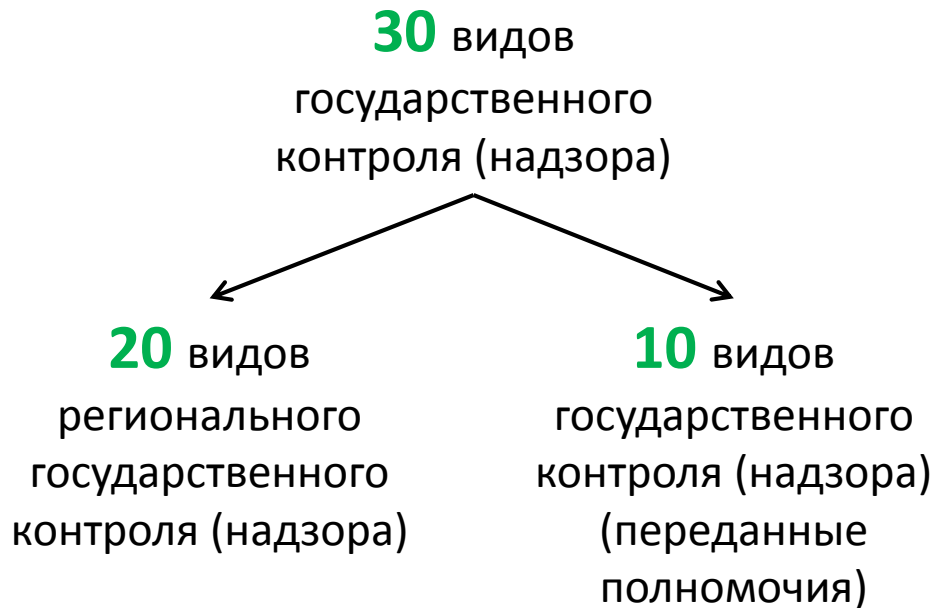 30 видов
государственного
контроля (надзора)
20 видов
регионального
государственного
контроля (надзора)
10 видов
государственного
контроля (надзора)
(переданные
полномочия)